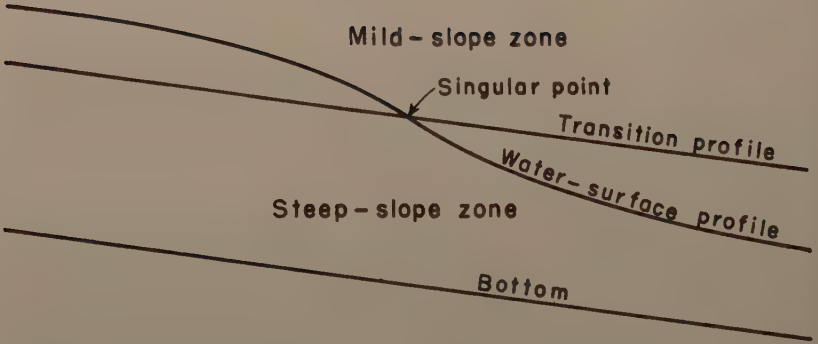 Mild-slope zone
Singular point
Transition profile
Water-surface profile
Steep-slope zone
Bottom